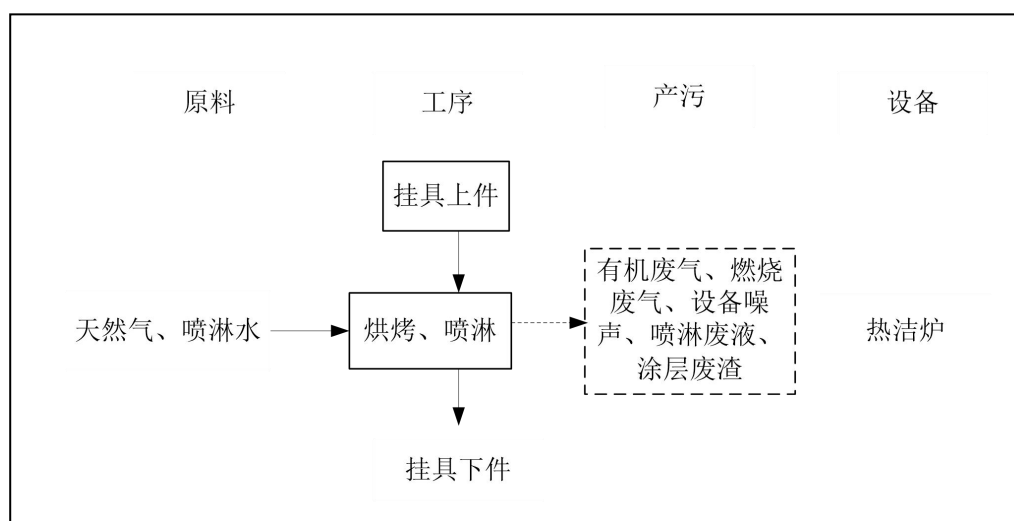 原料
工序
产污
设备
挂具上件
天然气、喷淋水
烘烤、喷淋
有机废气、燃烧
废气、设备噪
声、喷淋废液、
涂层废渣
热洁炉
挂具下件